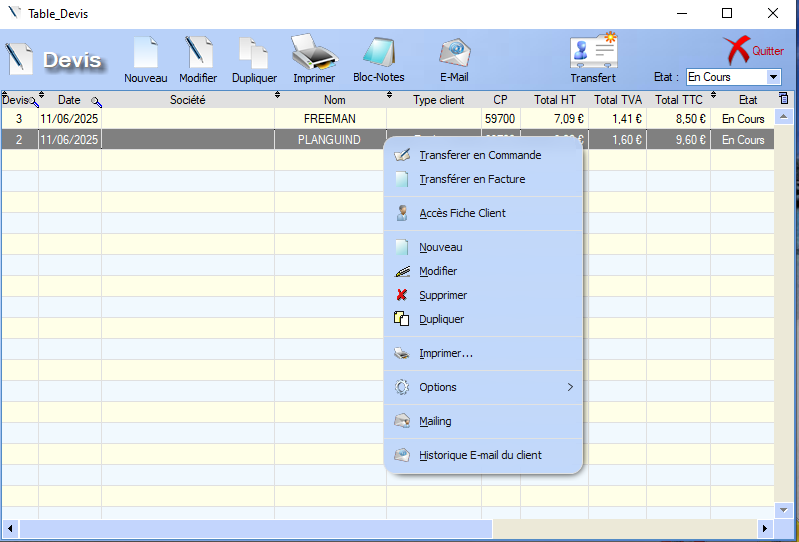 Table_Devis
Devis
Nouveau Modifier Dupliquer Imprimer Bloc-Notes E-Mail Transfert Quitter
Etat : En Cours
Devis Date Société Nom Type client CP Total HT Total TVA Total TTC Etat
3 11/06/2025 FREEMAN 59700 7,09 € 1,41 € 8,50 € En Cours
2 11/06/2025 PLANGUIND 1,60 € 9,60 € En Cours
Transferer en Commande
Transférer en Facture
Accès Fiche Client
Nouveau
Modifier
Supprimer
Dupliquer
Imprimer...
Options
Mailing
Historique E-mail du client